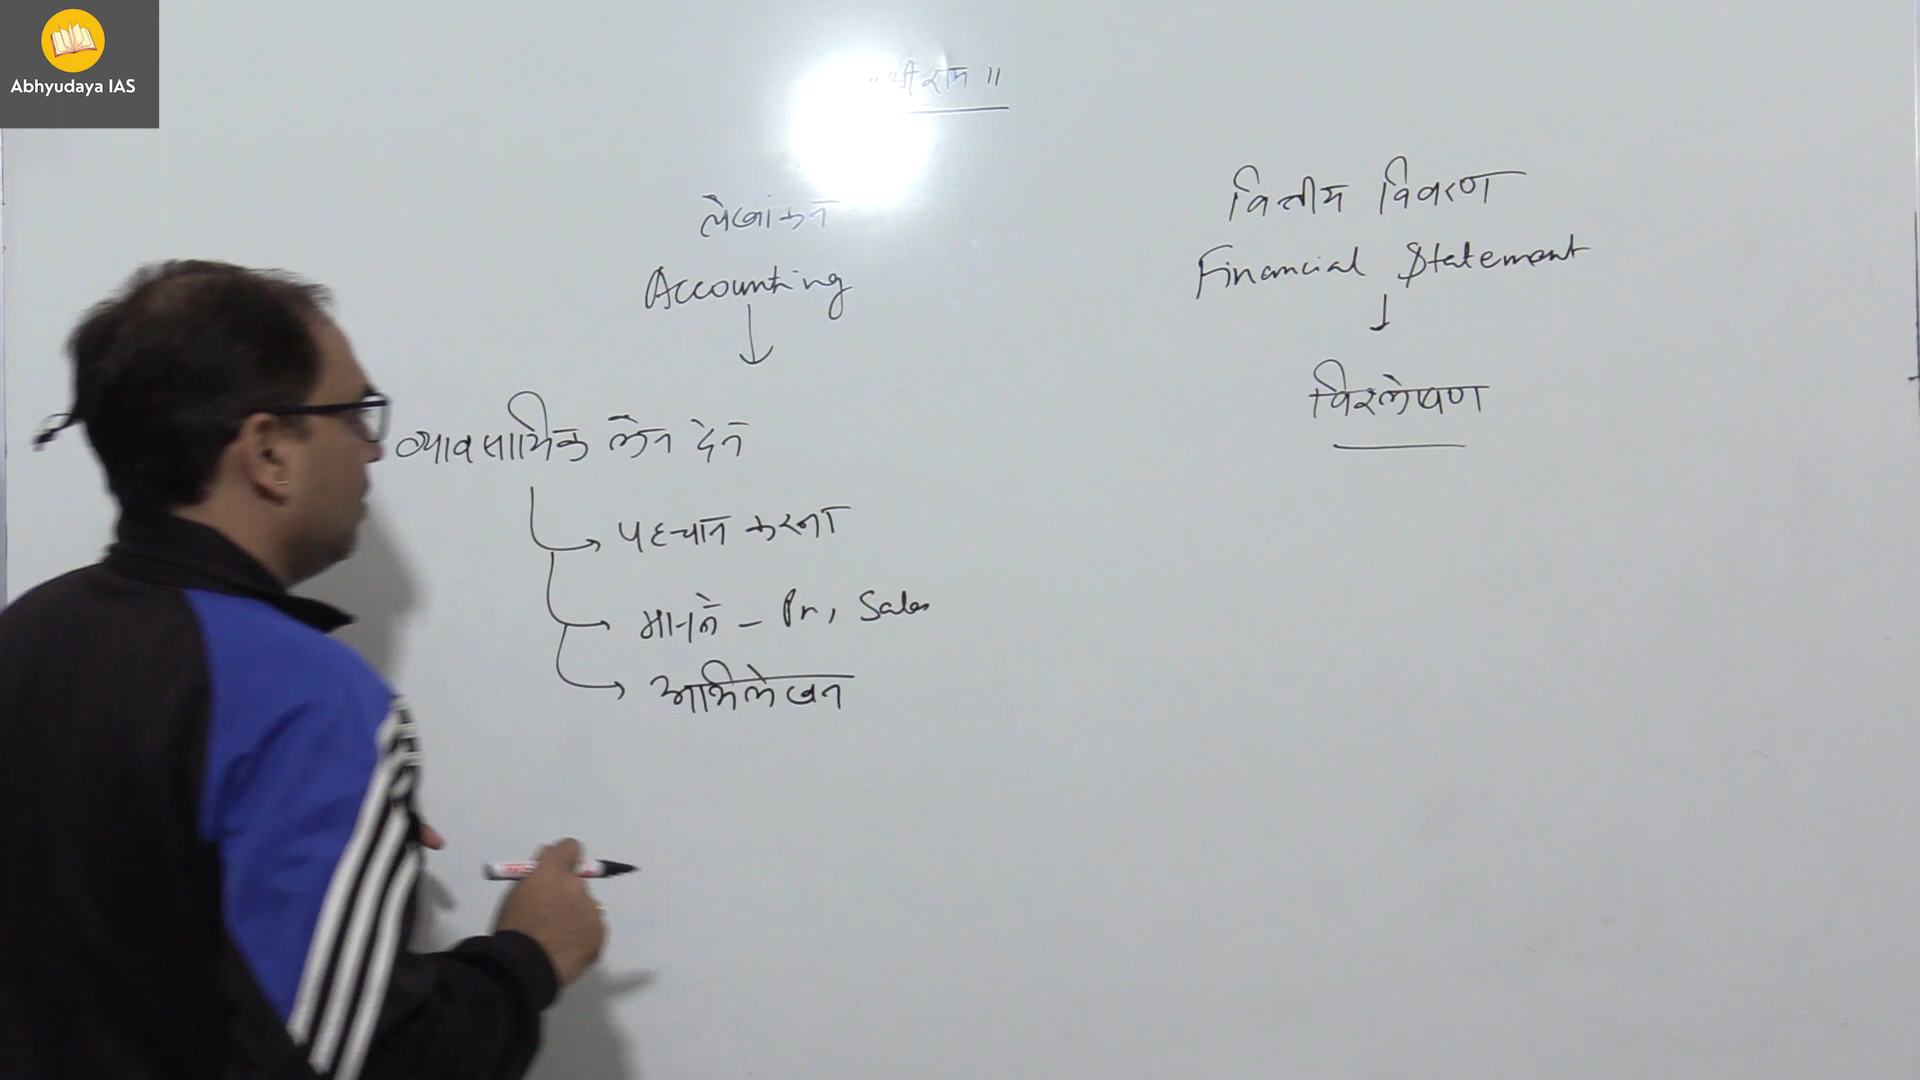 Abhyudaya IAS
॥ श्री राम ॥
लेखांकन
Accounting
व्यावसायिक लेन देन
पहचान करना
मापने - Pr, Sales
अभिलेखन
वित्तीय विवरण
Financial Statement
विश्लेषण